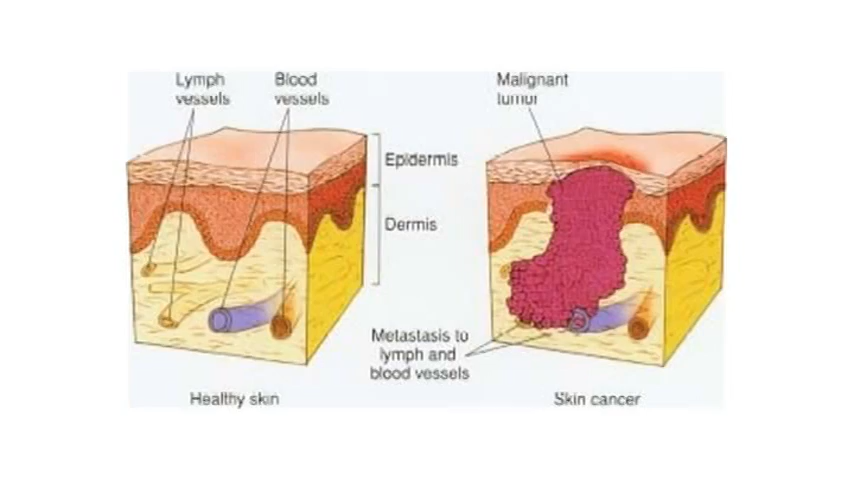 Lymph
vessels
Blood
vessels
Malignant
tumor
Epidermis
Dermis
Metastasis to
lymph and
blood vessels
Healthy skin
Skin cancer